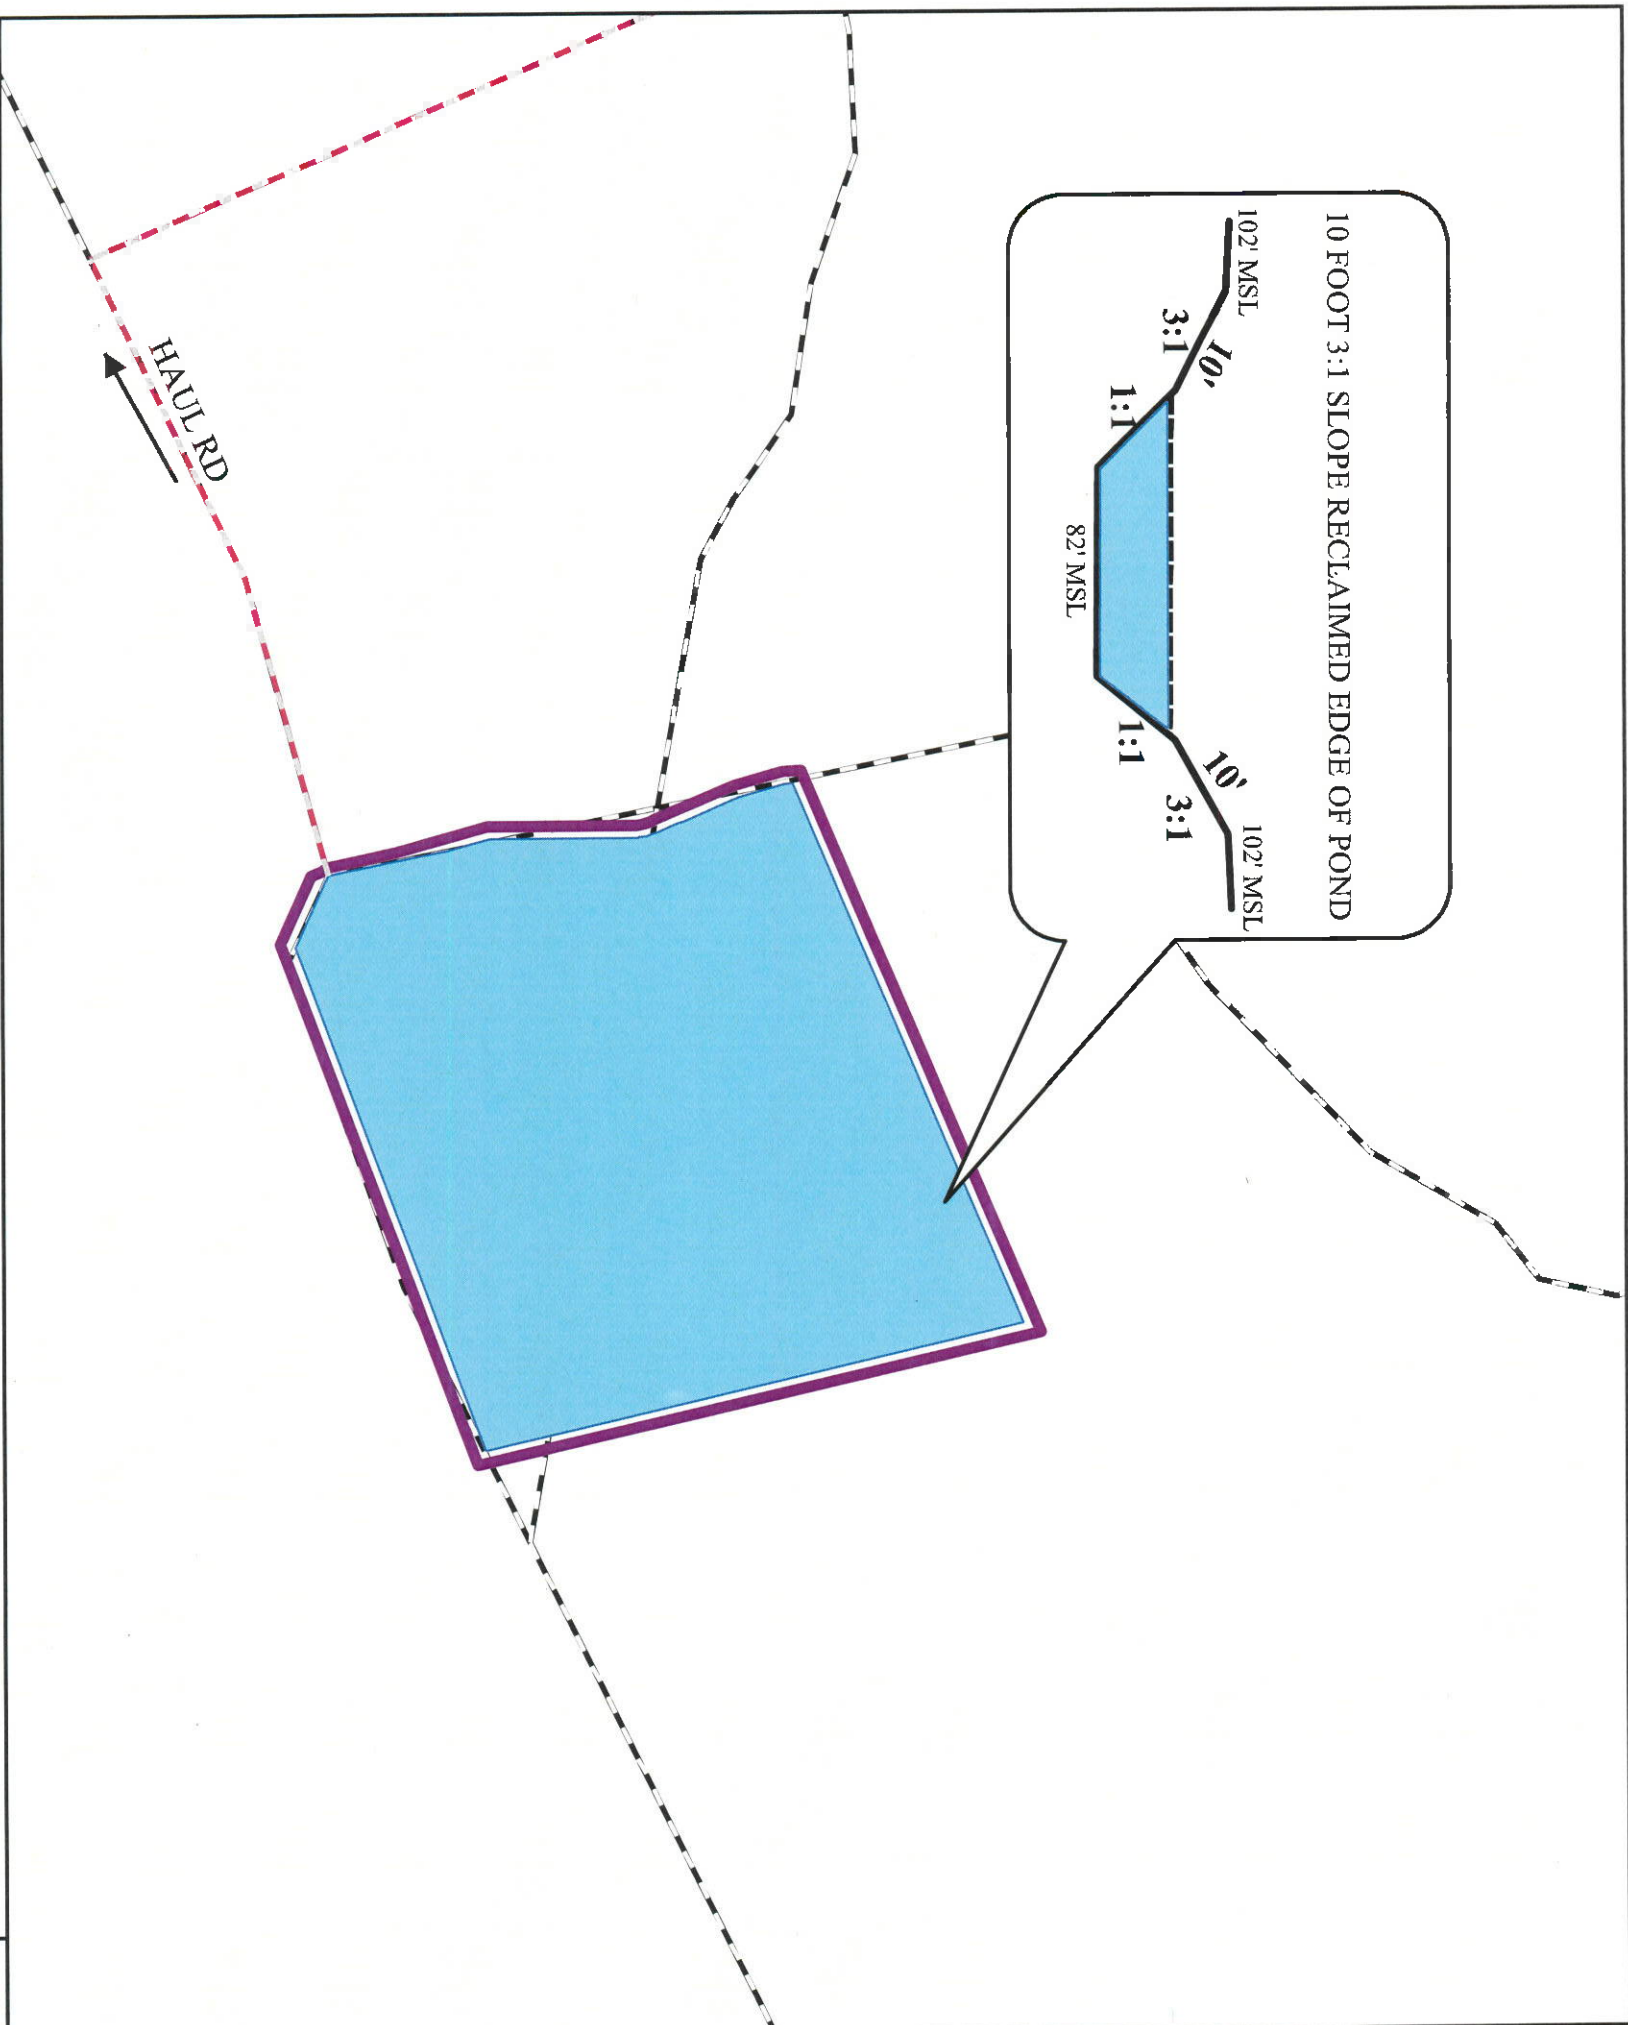 10 FOOT 3:1 SLOPE RECLAIMED EDGE OF POND
102' MSL
102' MSL
10'
10'
3:1
3:1
1:1
1:1
82' MSL
HAUL RD